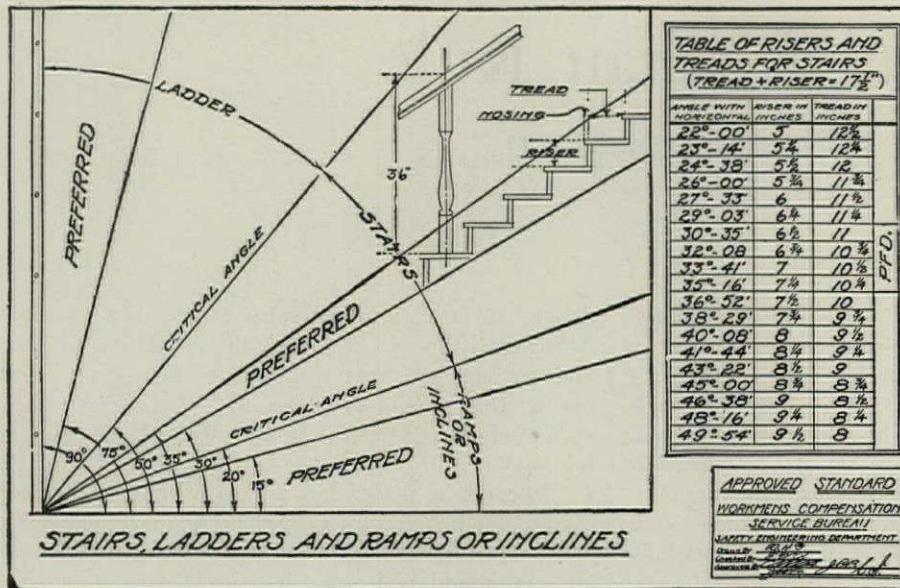 LADDER
PREFERRED
CRITICAL ANGLE
36"
STAIRS
TREAD
NOSING
RISER
PREFERRED
CRITICAL ANGLE
RAMPS
OR
INCLINES
PREFERRED
90° 75° 50° 35° 30° 20° 15°
STAIRS, LADDERS AND RAMPS OR INCLINES
TABLE OF RISERS AND
TREADS FOR STAIRS
(TREAD + RISER = 17½")
ANGLE WITH HORIZONTAL RISER IN INCHES TREAD IN INCHES
22°-00' 5 12½
23°-14' 5¼ 12¼
24°-38' 5½ 12
26°-00' 5¾ 11¾
27°-33' 6 11½
29°-03' 6¼ 11¼
30°-35' 6½ 11
32°-08 6¾ 10¾
33°-41' 7 10½
35°-16' 7¼ 10¼
36°-52' 7½ 10
38°-29' 7¾ 9¾
40°-08' 8 9½
41°-44' 8¼ 9¼
43°-22' 8½ 9
45°-00' 8¾ 8¾
46°-38' 9 8½
48°-16' 9¼ 8¼
49°-54' 9½ 8
PFD.
APPROVED STANDARD
WORKMENS COMPENSATION
SERVICE BUREAU
SAFETY ENGINEERING DEPARTMENT